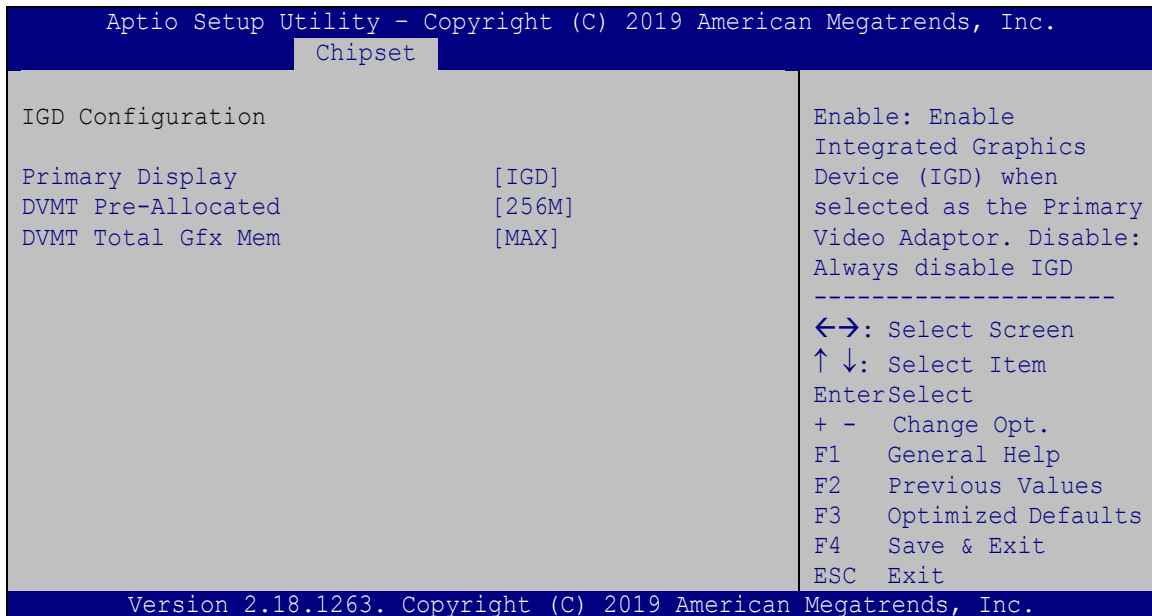 Aptio Setup Utility – Copyright (C) 2019 American Megatrends, Inc.
Chipset
IGD Configuration
Primary Display [IGD]
DVMT Pre-Allocated [256M]
DVMT Total Gfx Mem [MAX]
Enable: Enable
Integrated Graphics
Device (IGD) when
selected as the Primary
Video Adaptor. Disable:
Always disable IGD
----------------------
←→: Select Screen
↑ ↓: Select Item
EnterSelect
+ - Change Opt.
F1 General Help
F2 Previous Values
F3 Optimized Defaults
F4 Save & Exit
ESC Exit
Version 2.18.1263. Copyright (C) 2019 American Megatrends, Inc.